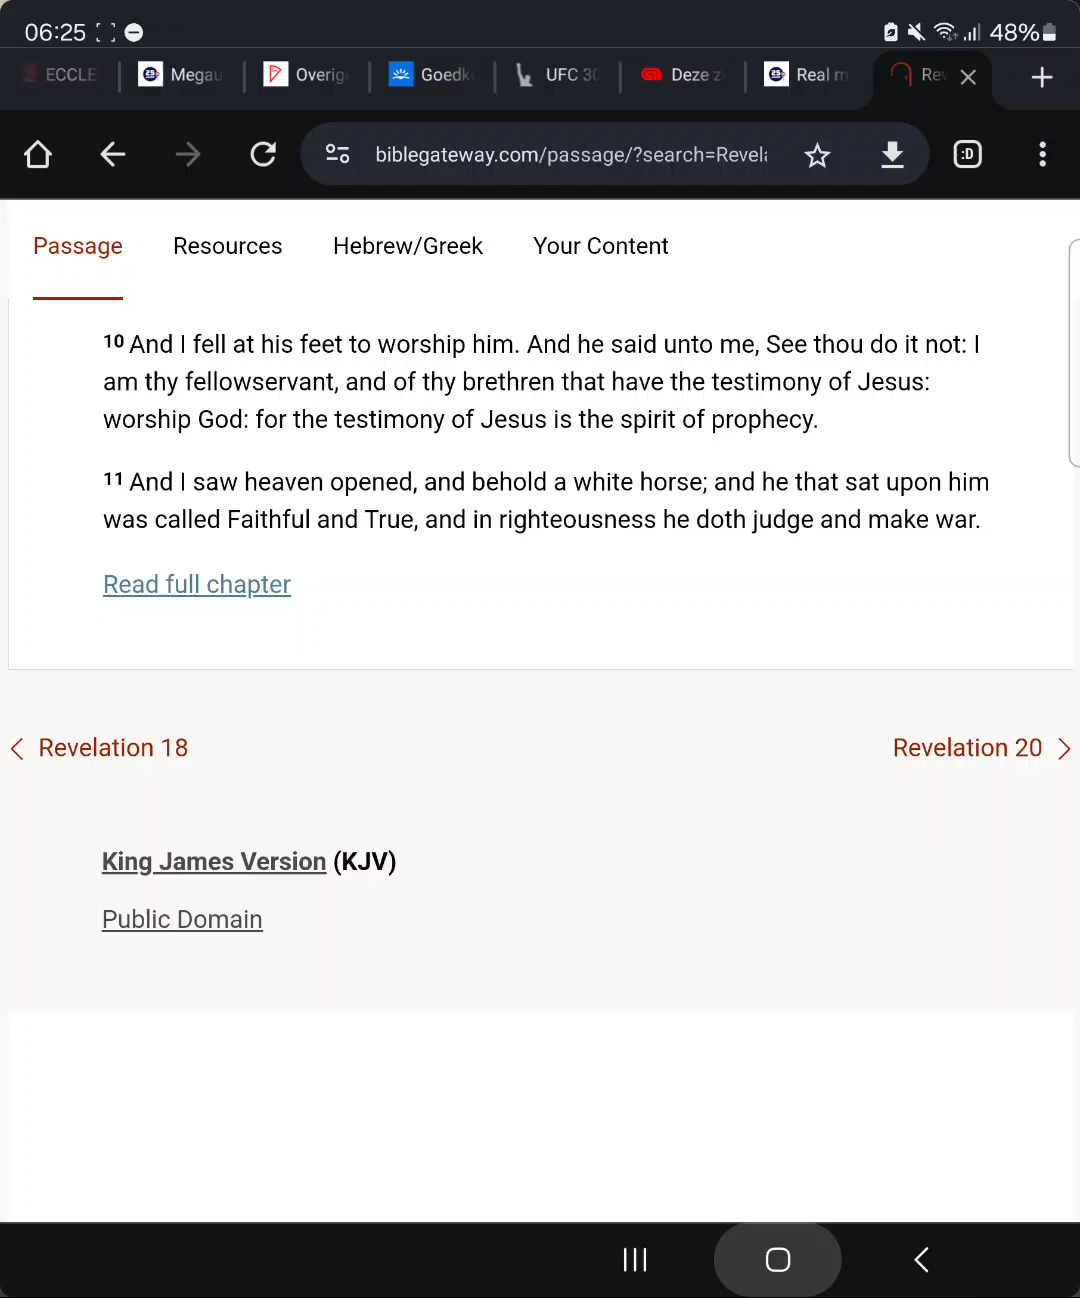 06:25 48%
ECCLE Megau Overig Goedk UFC 30 Deze z Real m Rev
biblegateway.com/passage/?search=Revela
Passage Resources Hebrew/Greek Your Content
10 And I fell at his feet to worship him. And he said unto me, See thou do it not: I
am thy fellowservant, and of thy brethren that have the testimony of Jesus:
worship God: for the testimony of Jesus is the spirit of prophecy.
11 And I saw heaven opened, and behold a white horse; and he that sat upon him
was called Faithful and True, and in righteousness he doth judge and make war.
Read full chapter
Revelation 18 Revelation 20
King James Version (KJV)
Public Domain